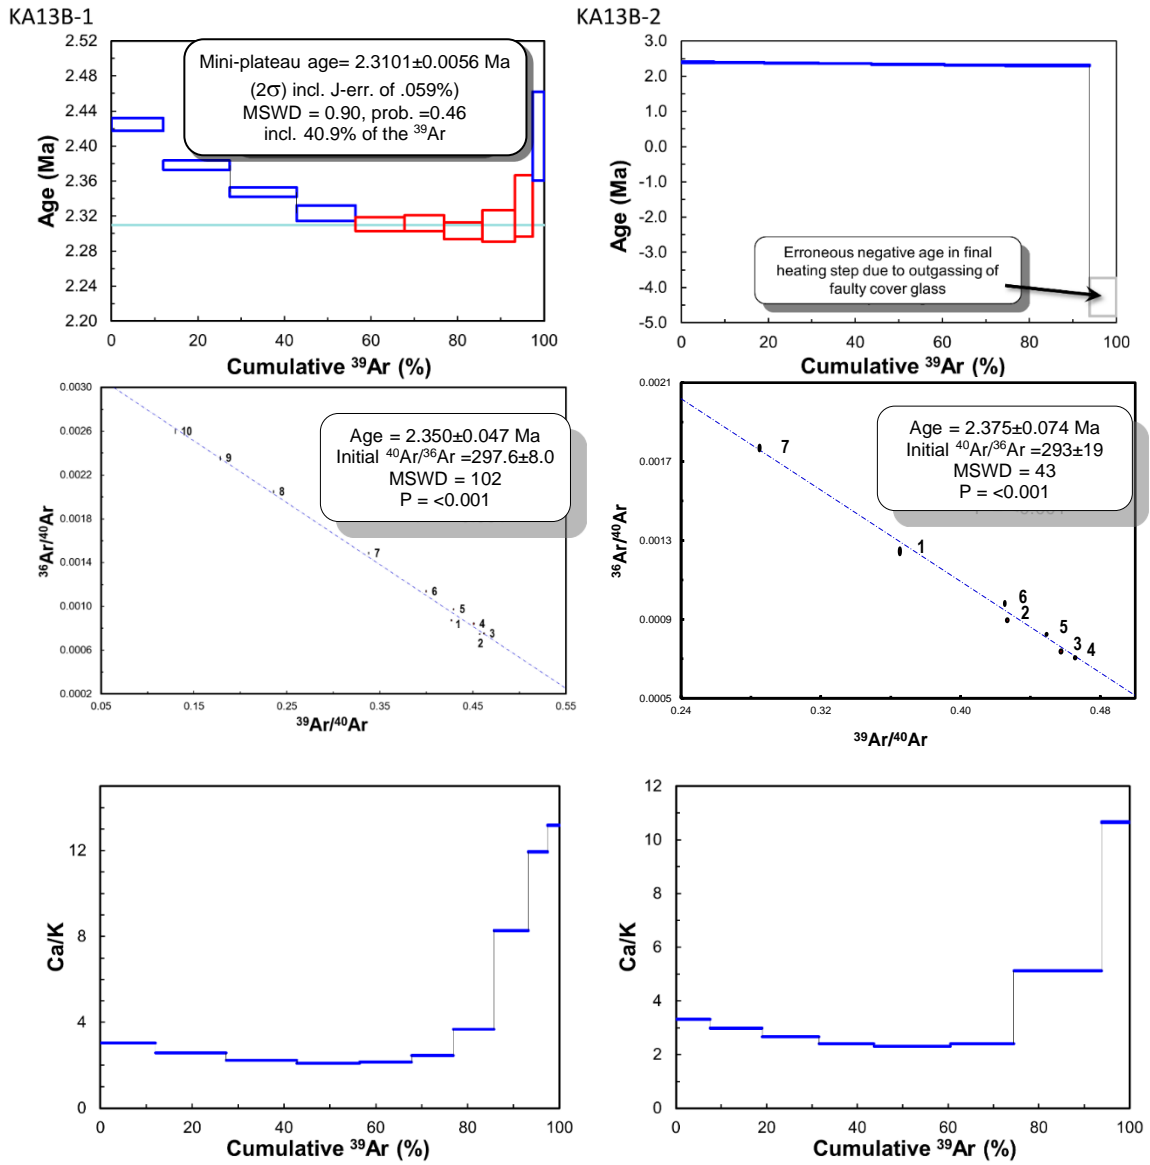 KA13B-1
2.52
2.48
2.44
2.40
2.36
2.32
2.28
2.24
2.20
Age (Ma)
Mini-plateau age= 2.3101±0.0056 Ma
(2σ) incl. J-err. of .059%)
MSWD = 0.90, prob. =0.46
incl. 40.9% of the ³⁹Ar
0 20 40 60 80 100
Cumulative ³⁹Ar (%)
KA13B-2
3.0
2.0
1.0
0.0
-1.0
-2.0
-3.0
-4.0
-5.0
Age (Ma)
Erroneous negative age in final
heating step due to outgassing of
faulty cover glass
0 20 40 60 80 100
Cumulative ³⁹Ar (%)
0.0030
0.0026
0.0022
0.0018
0.0014
0.0010
0.0006
0.0002
³⁶Ar/⁴⁰Ar
Age = 2.350±0.047 Ma
Initial ⁴⁰Ar/³⁶Ar =297.6±8.0
MSWD = 102
P = <0.001
10
9
8
7
6
5
1
4
3
2
0.05 0.15 0.25 0.35 0.45 0.55
³⁹Ar/⁴⁰Ar
0.0021
0.0017
0.0013
0.0009
0.0005
³⁶Ar/⁴⁰Ar
Age = 2.375±0.074 Ma
Initial ⁴⁰Ar/³⁶Ar =293±19
MSWD = 43
P = <0.001
7
1
6
2
5
3
4
0.24 0.32 0.40 0.48
³⁹Ar/⁴⁰Ar
12
8
4
0
Ca/K
0 20 40 60 80 100
Cumulative ³⁹Ar (%)
12
10
8
6
4
2
0
Ca/K
0 20 40 60 80 100
Cumulative ³⁹Ar (%)